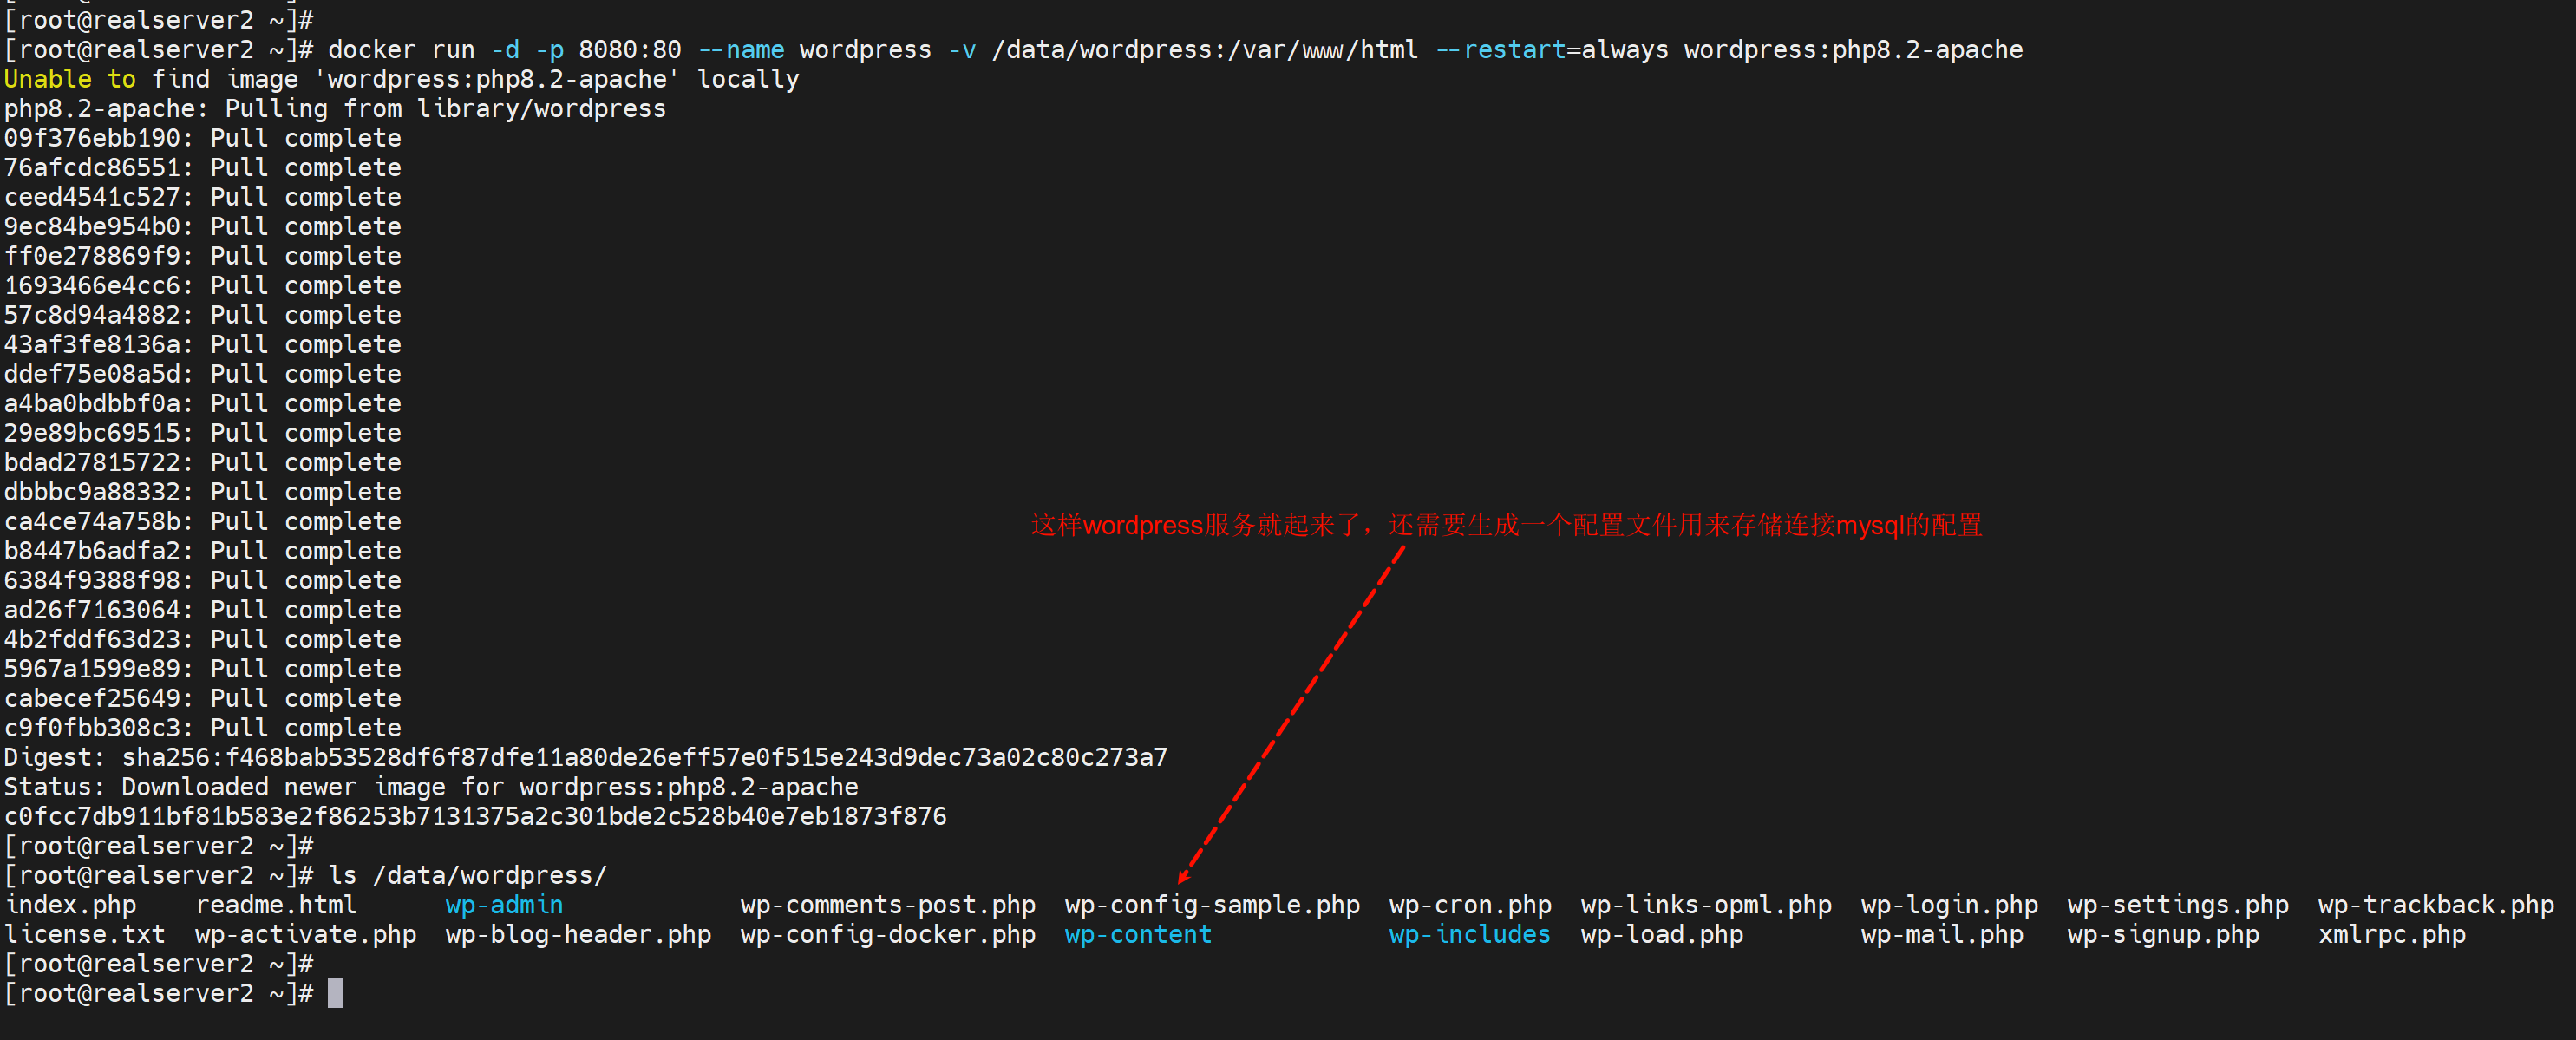 [root@realserver2 ~]#
[root@realserver2 ~]# docker run -d -p 8080:80 --name wordpress -v /data/wordpress:/var/www/html --restart=always wordpress:php8.2-apache
Unable to find image 'wordpress:php8.2-apache' locally
php8.2-apache: Pulling from library/wordpress
09f376ebb190: Pull complete
76afcdc86551: Pull complete
ceed4541c527: Pull complete
9ec84be954b0: Pull complete
ff0e278869f9: Pull complete
1693466e4cc6: Pull complete
57c8d94a4882: Pull complete
43af3fe8136a: Pull complete
ddef75e08a5d: Pull complete
a4ba0bdbbf0a: Pull complete
29e89bc69515: Pull complete
bdad27815722: Pull complete
dbbbc9a88332: Pull complete
ca4ce74a758b: Pull complete
这样wordpress服务就起来了，还需要生成一个配置文件用来存储连接mysql的配置
b8447b6adfa2: Pull complete
6384f9388f98: Pull complete
ad26f7163064: Pull complete
4b2fddf63d23: Pull complete
5967a1599e89: Pull complete
cabecef25649: Pull complete
c9f0fbb308c3: Pull complete
Digest: sha256:f468bab53528df6f87dfe11a80de26eff57e0f515e243d9dec73a02c80c273a7
Status: Downloaded newer image for wordpress:php8.2-apache
c0fcc7db911bf81b583e2f86253b7131375a2c301bde2c528b40e7eb1873f876
[root@realserver2 ~]#
[root@realserver2 ~]# ls /data/wordpress/
index.php readme.html wp-admin wp-comments-post.php wp-config-sample.php wp-cron.php wp-links-opml.php wp-login.php wp-settings.php wp-trackback.php
license.txt wp-activate.php wp-blog-header.php wp-config-docker.php wp-content wp-includes wp-load.php wp-mail.php wp-signup.php xmlrpc.php
[root@realserver2 ~]#
[root@realserver2 ~]#